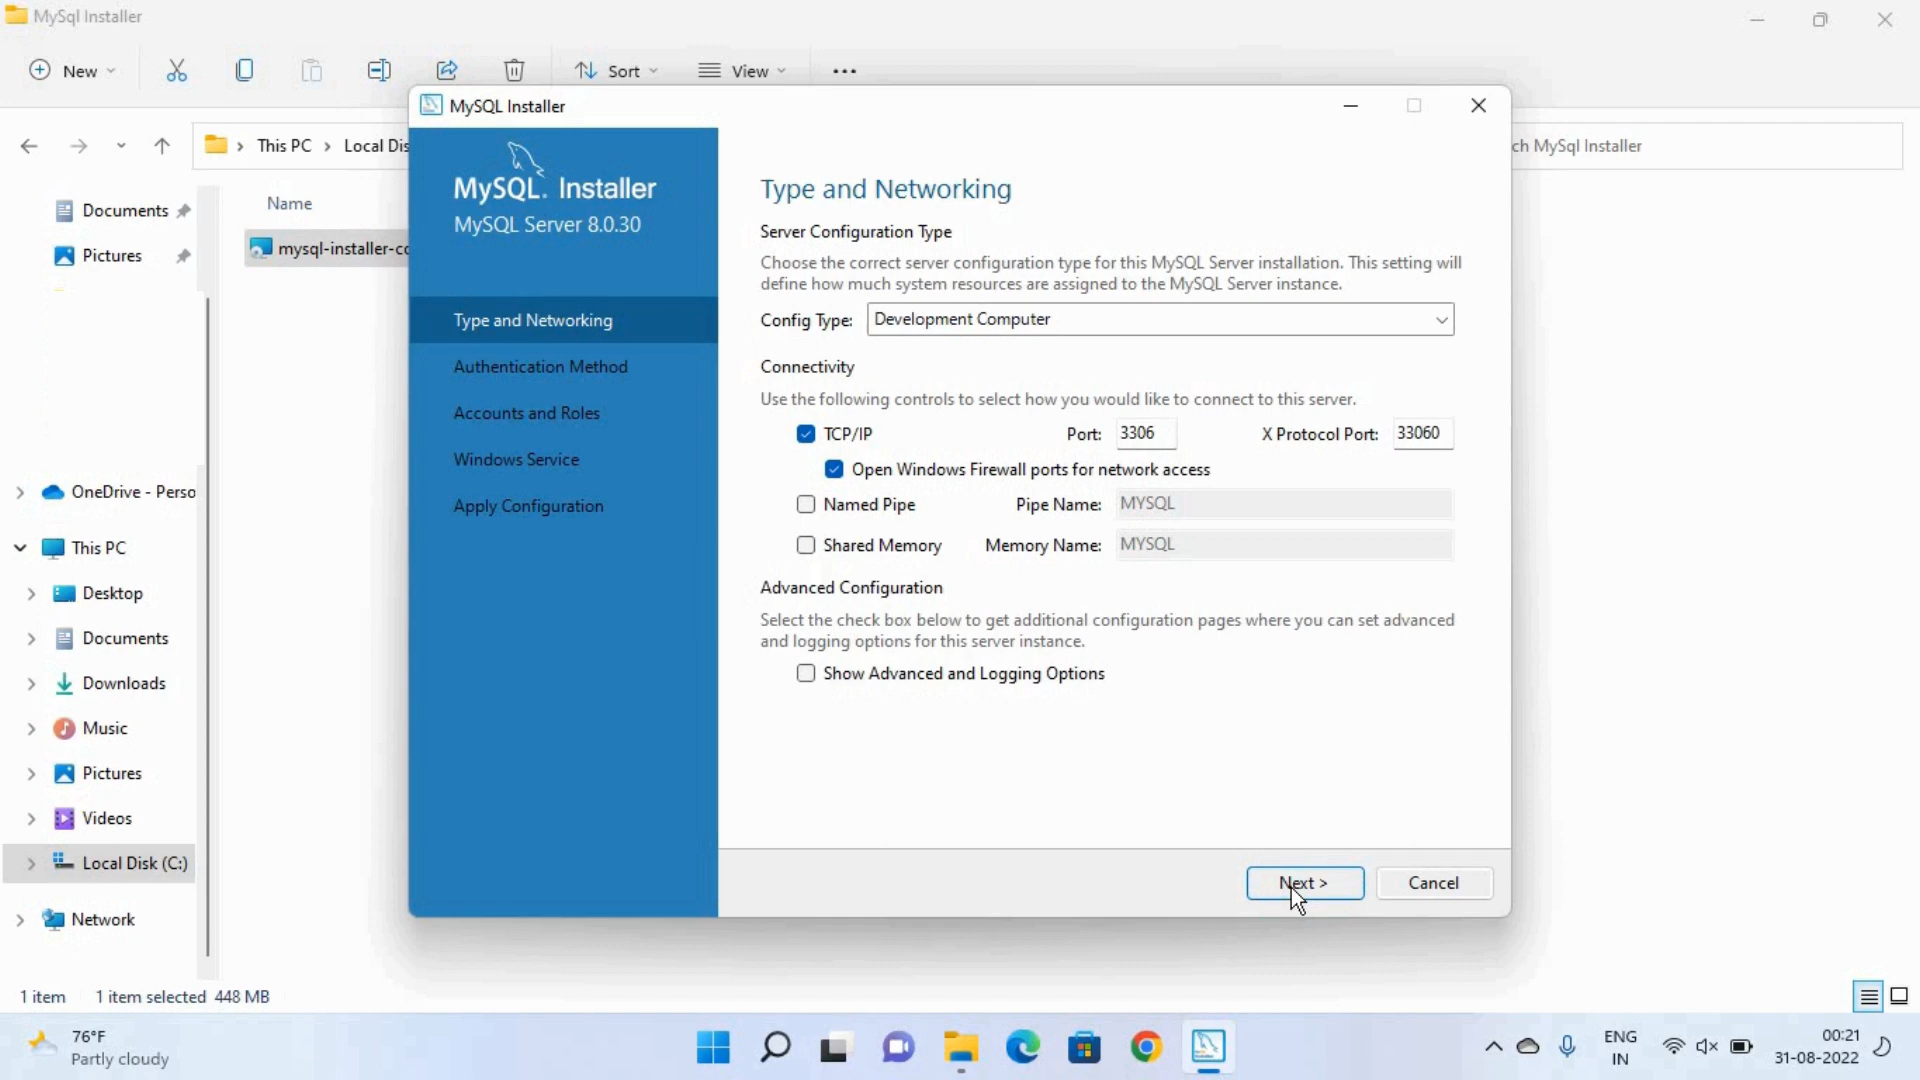 MySql Installer
New
Sort
View
This PC
Local Dis
ch MySql Installer
Documents
Pictures
OneDrive - Perso
This PC
Desktop
Documents
Downloads
Music
Pictures
Videos
Local Disk (C:)
Network
Name
mysql-installer-co
1 item
1 item selected 448 MB
MySQL Installer
MySQL. Installer
MySQL Server 8.0.30
Type and Networking
Authentication Method
Accounts and Roles
Windows Service
Apply Configuration
Type and Networking
Server Configuration Type
Choose the correct server configuration type for this MySQL Server installation. This setting will
define how much system resources are assigned to the MySQL Server instance.
Config Type: Development Computer
Connectivity
Use the following controls to select how you would like to connect to this server.
TCP/IP Port: 3306 X Protocol Port: 33060
Open Windows Firewall ports for network access
Named Pipe Pipe Name: MYSQL
Shared Memory Memory Name: MYSQL
Advanced Configuration
Select the check box below to get additional configuration pages where you can set advanced
and logging options for this server instance.
Show Advanced and Logging Options
Next > Cancel
76°F
Partly cloudy
ENG
IN
00:21
31-08-2022